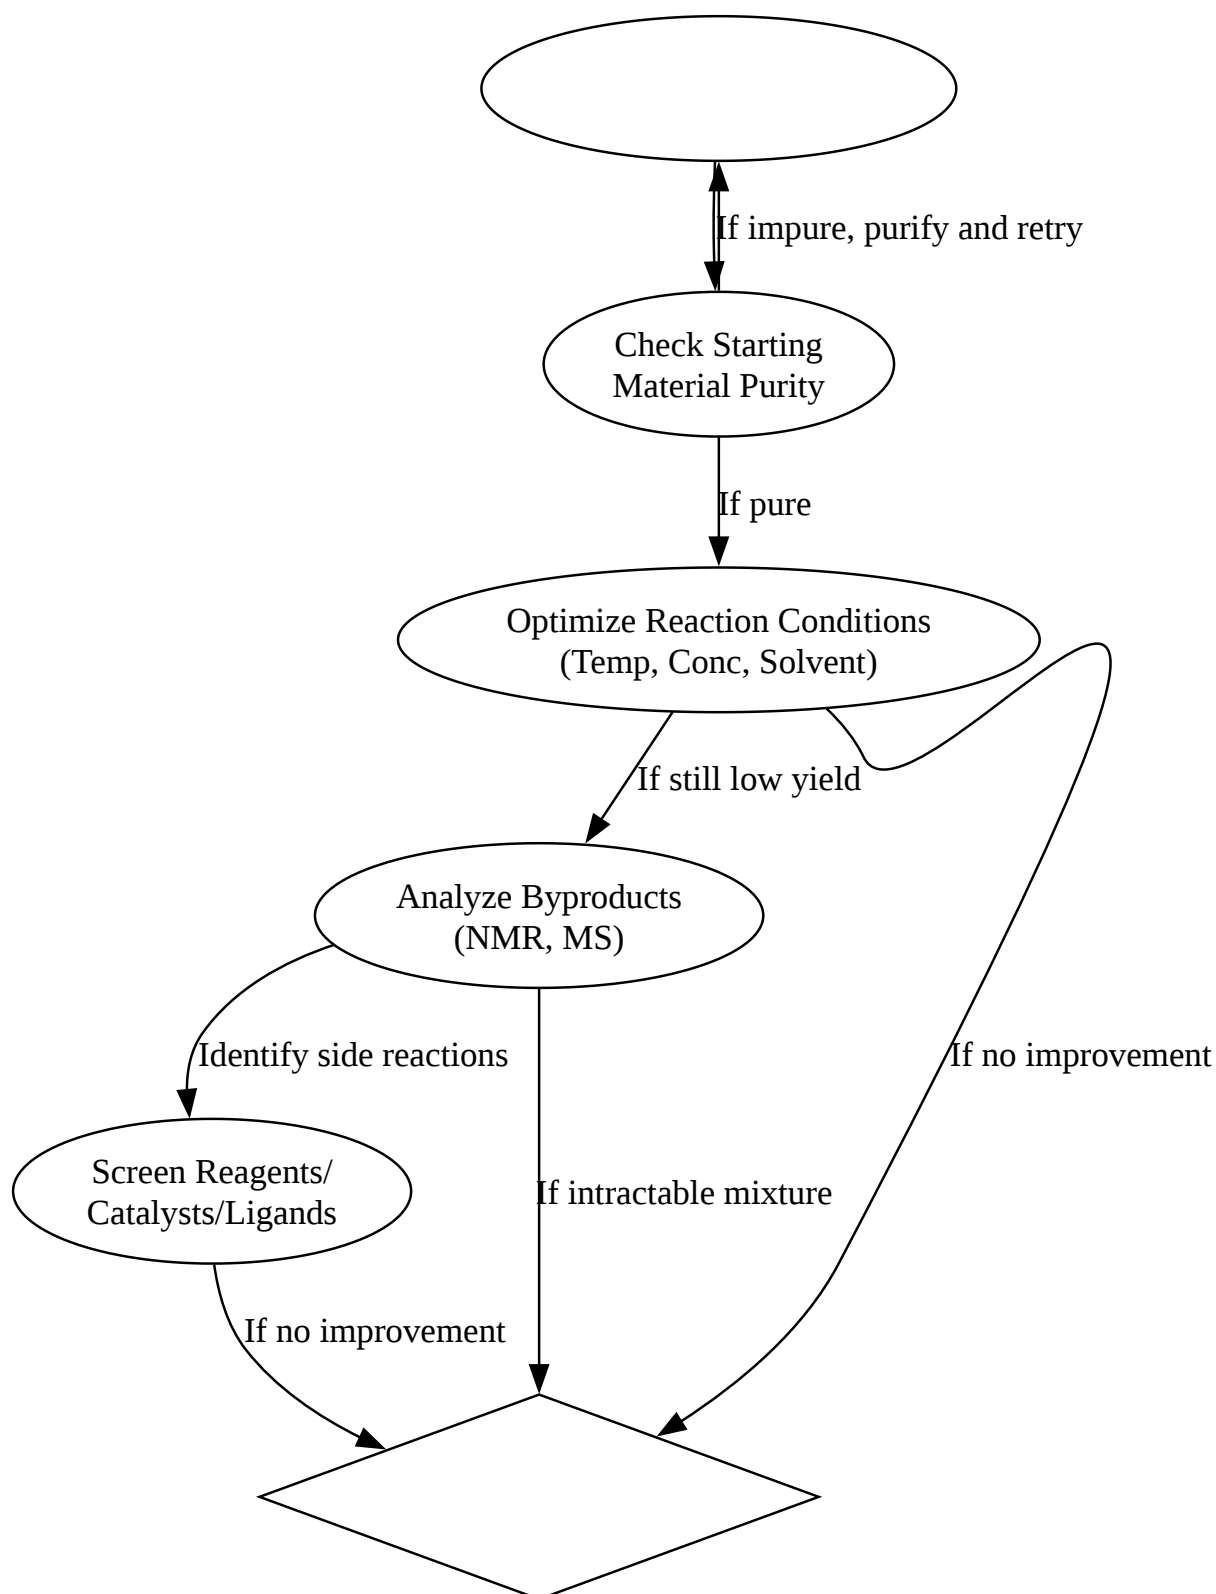 If impure, purify and retry
Check Starting
Material Purity
If pure
Optimize Reaction Conditions
(Temp, Conc, Solvent)
If still low yield
Analyze Byproducts
(NMR, MS)
Identify side reactions
If no improvement
Screen Reagents/
Catalysts/Ligands
If intractable mixture
If no improvement